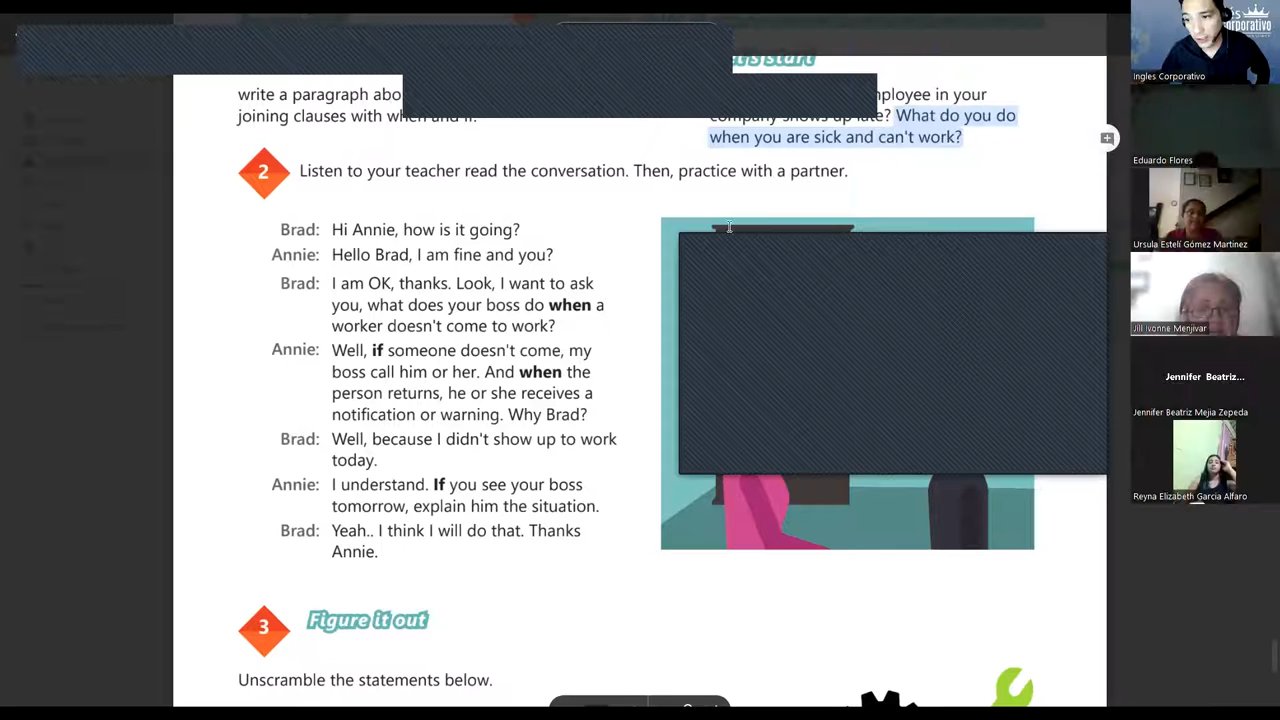 Let's start
write a paragraph
joining clauses with when and if.
employee in your
company shows up late? What do you do
when you are sick and can't work?
2
Listen to your teacher read the conversation. Then, practice with a partner.
Brad: Hi Annie, how is it going?
Annie: Hello Brad, I am fine and you?
Brad: I am OK, thanks. Look, I want to ask
you, what does your boss do when a
worker doesn't come to work?
Annie: Well, if someone doesn't come, my
boss call him or her. And when the
person returns, he or she receives a
notification or warning. Why Brad?
Brad: Well, because I didn't show up to work
today.
Annie: I understand. If you see your boss
tomorrow, explain him the situation.
Brad: Yeah.. I think I will do that. Thanks
Annie.
3
Figure it out
Unscramble the statements below.
Corporativo
Ingles Corporativo
Eduardo Flores
Ursula Estelí Gómez Martinez
Jill Ivonne Menjivar
Jennifer Beatriz...
Jennifer Beatriz Mejia Zepeda
Reyna Elizabeth Garcia Alfaro